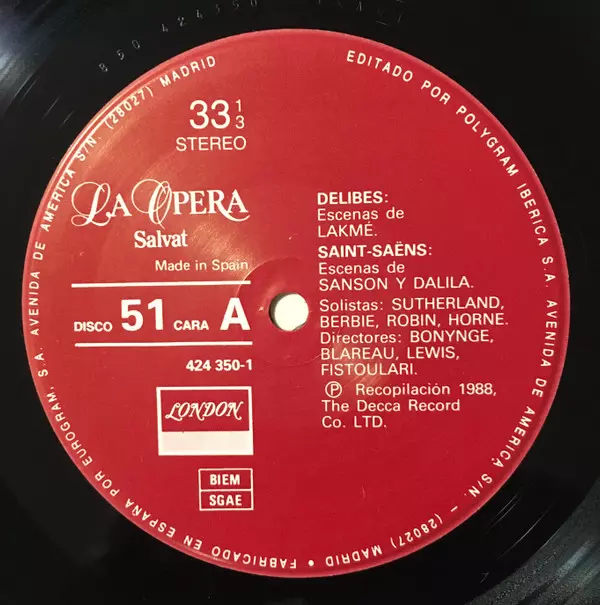 850 424350
33 1/3
STEREO
LA OPERA
Salvat
Made in Spain
DISCO 51 CARA A
424 350-1
LONDON
BIEM
SGAE
DELIBES:
Escenas de
LAKMÉ.
SAINT-SAËNS:
Escenas de
SANSON Y DALILA.
Solistas: SUTHERLAND,
BERBIE, ROBIN, HORNE.
Directores: BONYNGE,
BLAREAU, LEWIS,
FISTOULARI.
Ⓟ Recopilación 1988,
The Decca Record
Co. LTD.
EDITADO POR POLYGRAM IBERICA S.A. AVENIDA DE AMERICA, S/N. - (28027) MADRID • FABRICADO EN ESPAÑA POR EUROGRAM, S.A. AVENIDA DE AMERICA S/N. (28027) MADRID